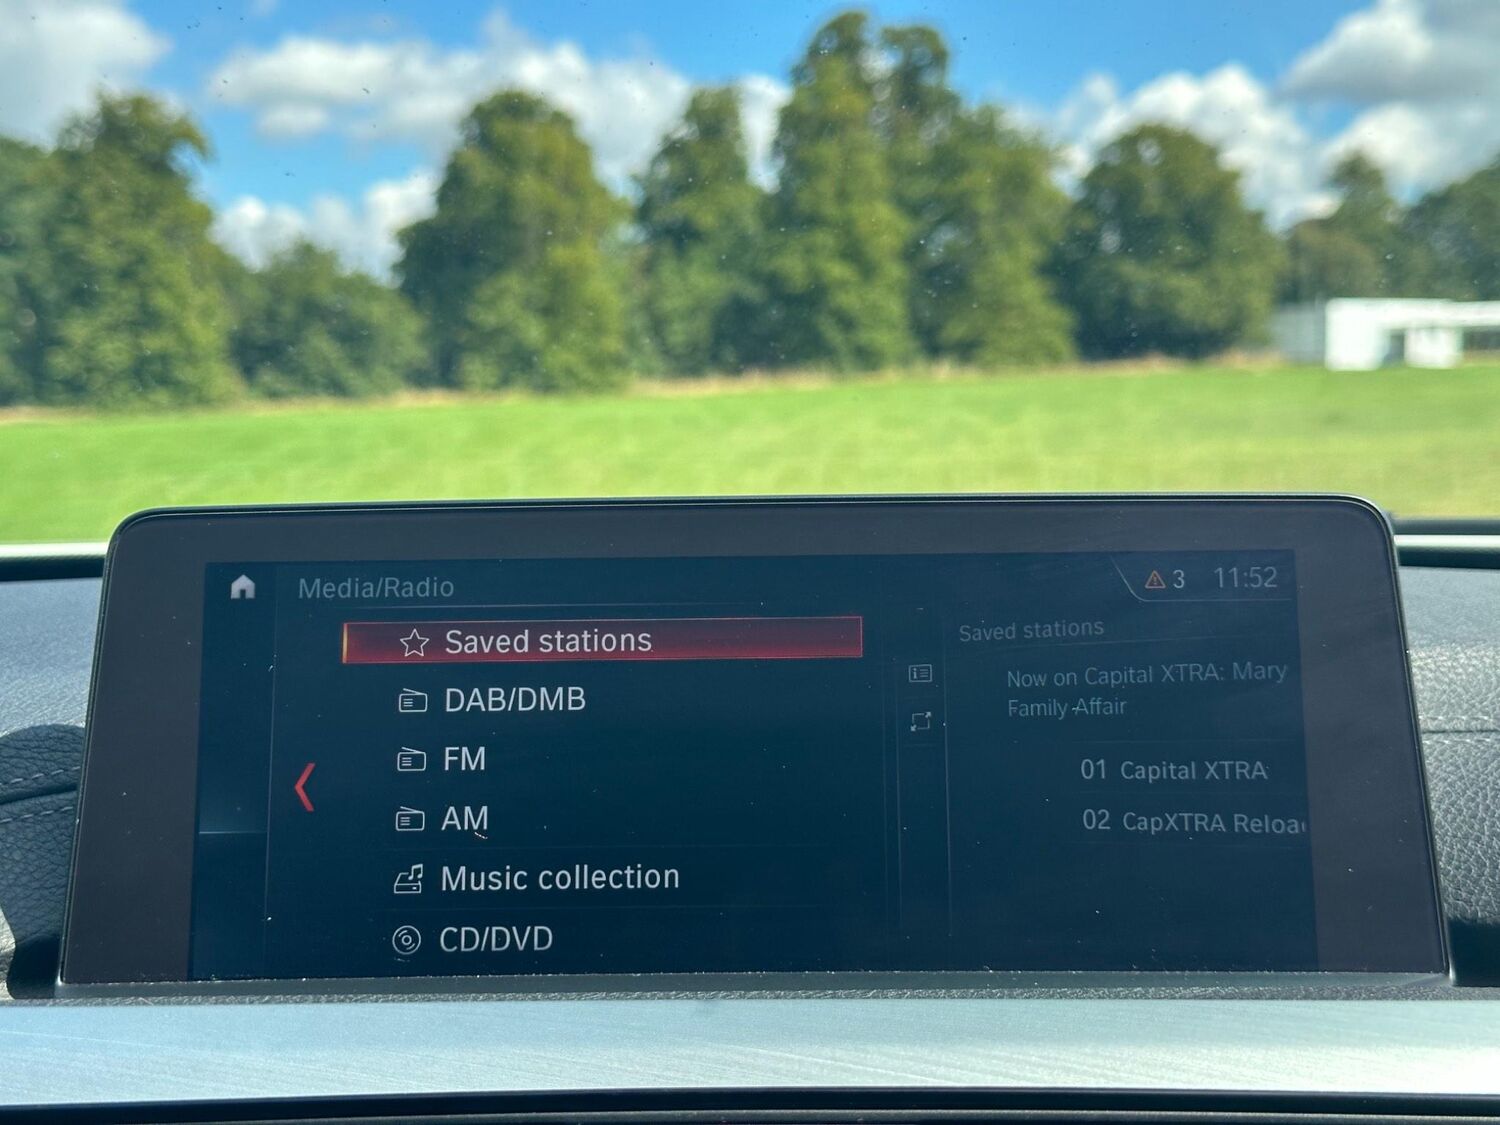 Media/Radio
3 11:52
Saved stations
DAB/DMB
FM
AM
Music collection
CD/DVD
Saved stations
Now on Capital XTRA: Mary
Family Affair
01 Capital XTRA
02 CapXTRA Reloa